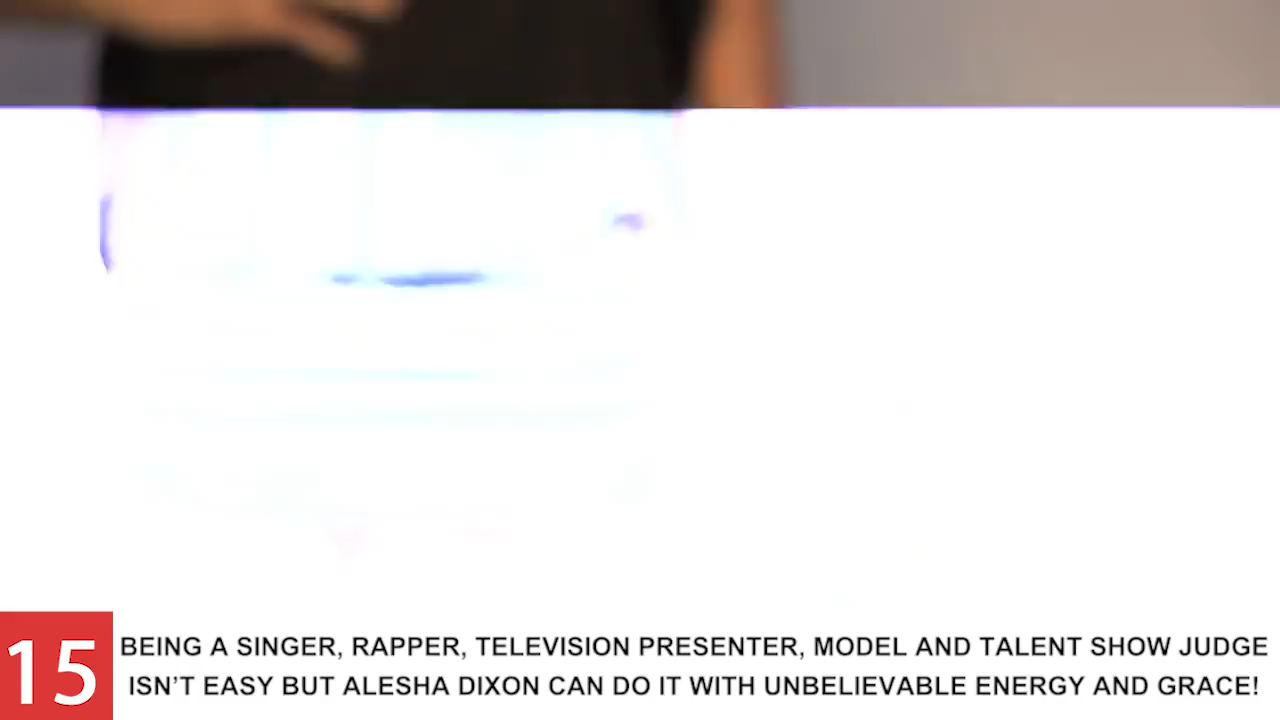 15
BEING A SINGER, RAPPER, TELEVISION PRESENTER, MODEL AND TALENT SHOW JUDGE
ISN'T EASY BUT ALESHA DIXON CAN DO IT WITH UNBELIEVABLE ENERGY AND GRACE!